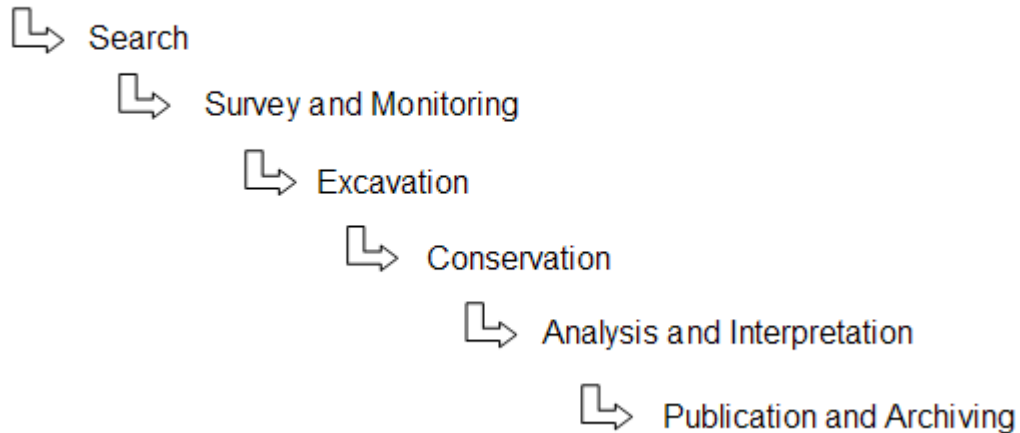 Search
Survey and Monitoring
Excavation
Conservation
Analysis and Interpretation
Publication and Archiving